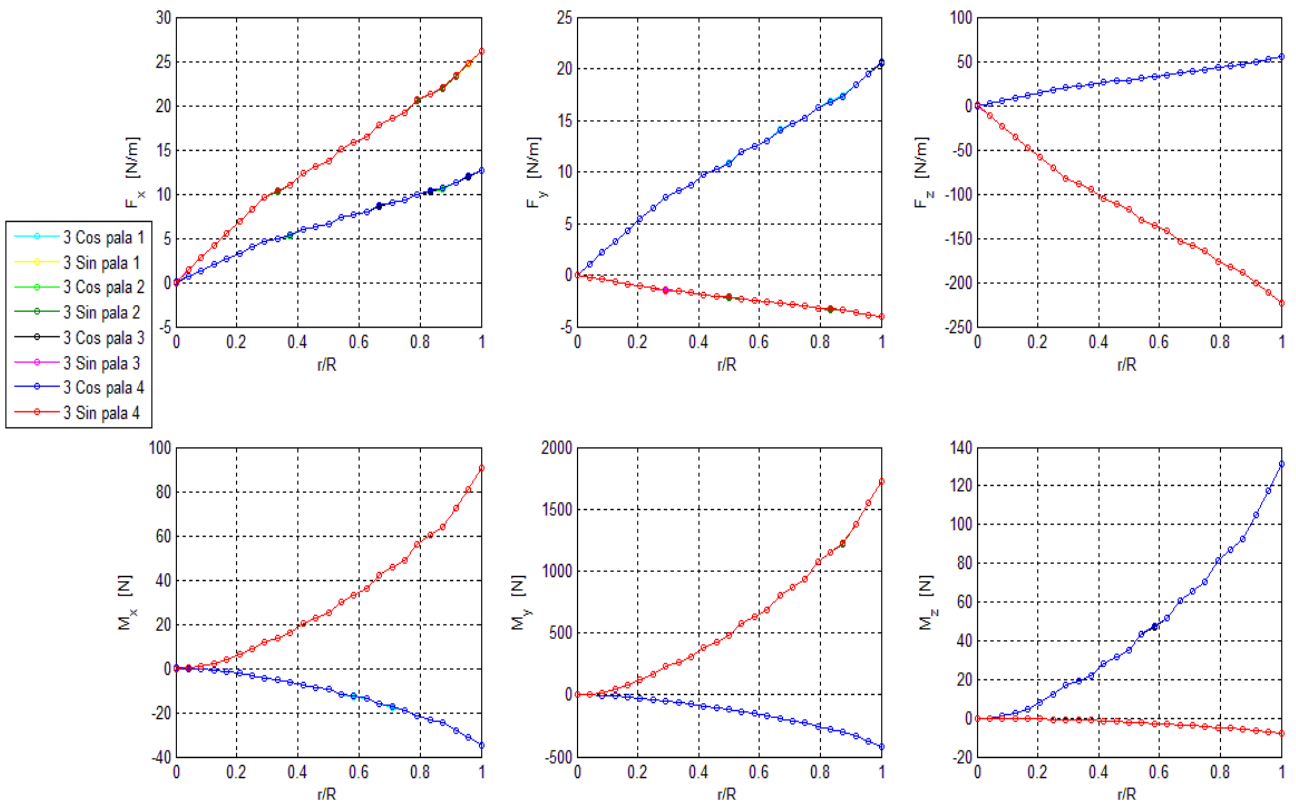 30
25
20
15
10
5
0
-5
F_x [N/m]
0 0.2 0.4 0.6 0.8 1
r/R
25
20
15
10
5
0
-5
F_y [N/m]
0 0.2 0.4 0.6 0.8 1
r/R
100
50
0
-50
-100
-150
-200
-250
F_z [N/m]
0 0.2 0.4 0.6 0.8 1
r/R
3 Cos pala 1
3 Sin pala 1
3 Cos pala 2
3 Sin pala 2
3 Cos pala 3
3 Sin pala 3
3 Cos pala 4
3 Sin pala 4
100
80
60
40
20
0
-20
-40
M_x [N]
0 0.2 0.4 0.6 0.8 1
r/R
2000
1500
1000
500
0
-500
M_y [N]
0 0.2 0.4 0.6 0.8 1
r/R
140
120
100
80
60
40
20
0
-20
M_z [N]
0 0.2 0.4 0.6 0.8 1
r/R